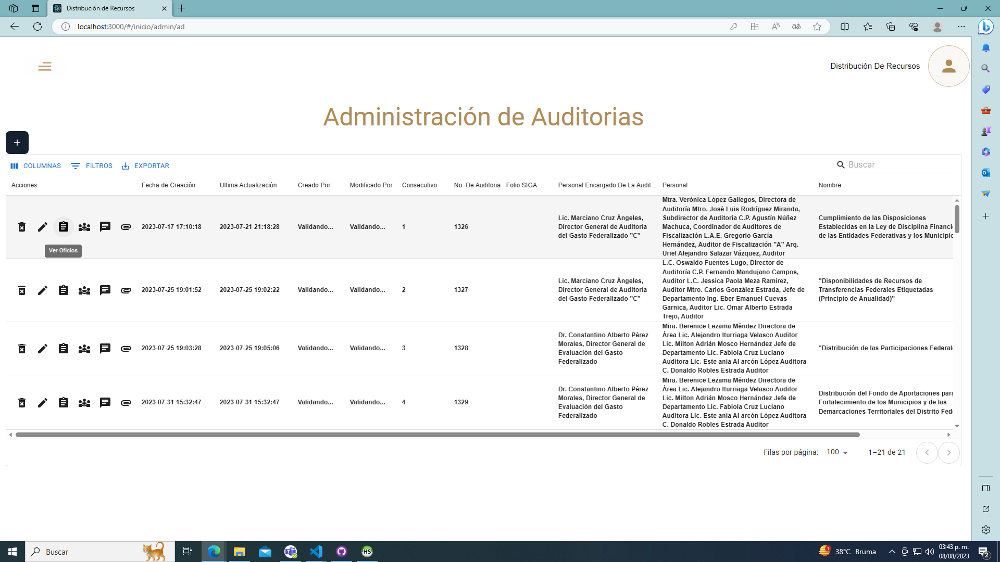 Distribución de Recursos
localhost:3000/#/inicio/admin/ad
Distribución De Recursos
Administración de Auditorias
+
COLUMNAS FILTROS EXPORTAR Buscar
Acciones Fecha de Creación Ultima Actualización Creado Por Modificado Por Consecutivo No. De Auditoria Folio SIGA Personal Encargado De La Audit... Personal Nombre
2023-07-17 17:10:18 2023-07-21 21:18:28 Validando... Validando... 1 1326
Lic. Marciano Cruz Ángeles,
Director General de Auditoría
del Gasto Federalizado "C"
Mtra. Verónica López Gallegos, Directora de
Auditoría Mtro. José Luis Rodríguez Miranda,
Subdirector de Auditoría C.P. Agustín Núñez
Machuca, Coordinador de Auditores de
Fiscalización L.A.E. Gregorio García
Hernández, Auditor de Fiscalización "A" Arq.
Uriel Alejandro Salazar Vázquez, Auditor
Cumplimiento de las Disposiciones
Establecidas en la Ley de Disciplina Financi
de las Entidades Federativas y los Municipio
Ver Oficios
2023-07-25 19:01:52 2023-07-25 19:02:22 Validando... Validando... 2 1327
Lic. Marciano Cruz Ángeles,
Director General de Auditoría
del Gasto Federalizado "C"
L.C. Oswaldo Fuentes Lugo, Director de
Auditoría C.P. Fernando Mandujano Campos,
Auditor L.C. Jessica Paola Meza Ramírez,
Auditor Mtro. Carlos González Estrada, Jefe de
Departamento Ing. Eber Emanuel Cuevas
Garnica, Auditor Lic. Omar Alberto Estrada
Trejo, Auditor
"Disponibilidades de Recursos de
Transferencias Federales Etiquetadas
(Principio de Anualidad)"
2023-07-25 19:03:28 2023-07-25 19:05:06 Validando... Validando... 3 1328
Dr. Constantino Alberto Pérez
Morales, Director General de
Evaluación del Gasto
Federalizado
Mira. Berenice Lezama Méndez Directora de
Área Lic. Alejandro Iturriaga Velasco Auditor
Lic. Milton Adrián Mosco Hernández Jefe de
Departamento Lic. Fabiola Cruz Luciano
Auditora Lic. Este ania Al arcón López Auditora
C. Donaldo Robles Estrada Auditor
"Distribución de las Participaciones Federal
2023-07-31 15:32:47 2023-07-31 15:32:47 Validando... Validando... 4 1329
Dr. Constantino Alberto Pérez
Morales, Director General de
Evaluación del Gasto
Federalizado
Mira. Berenice Lezama Méndez Directora de
Área Lic. Alejandro Iturriaga Velasco Auditor
Lic. Milton Adrián Mosco Hernández Jefe de
Departamento Lic. Fabiola Cruz Luciano
Auditora Lic. Este ania Al arcón López Auditora
C. Donaldo Robles Estrada Auditor
Distribución del Fondo de Aportaciones para
Fortalecimiento de los Municipios y de las
Demarcaciones Territoriales del Distrito Fed
Filas por página: 100 1–21 de 21
Buscar
HS
1
38°C Bruma
03:43 p. m.
08/08/2023
2